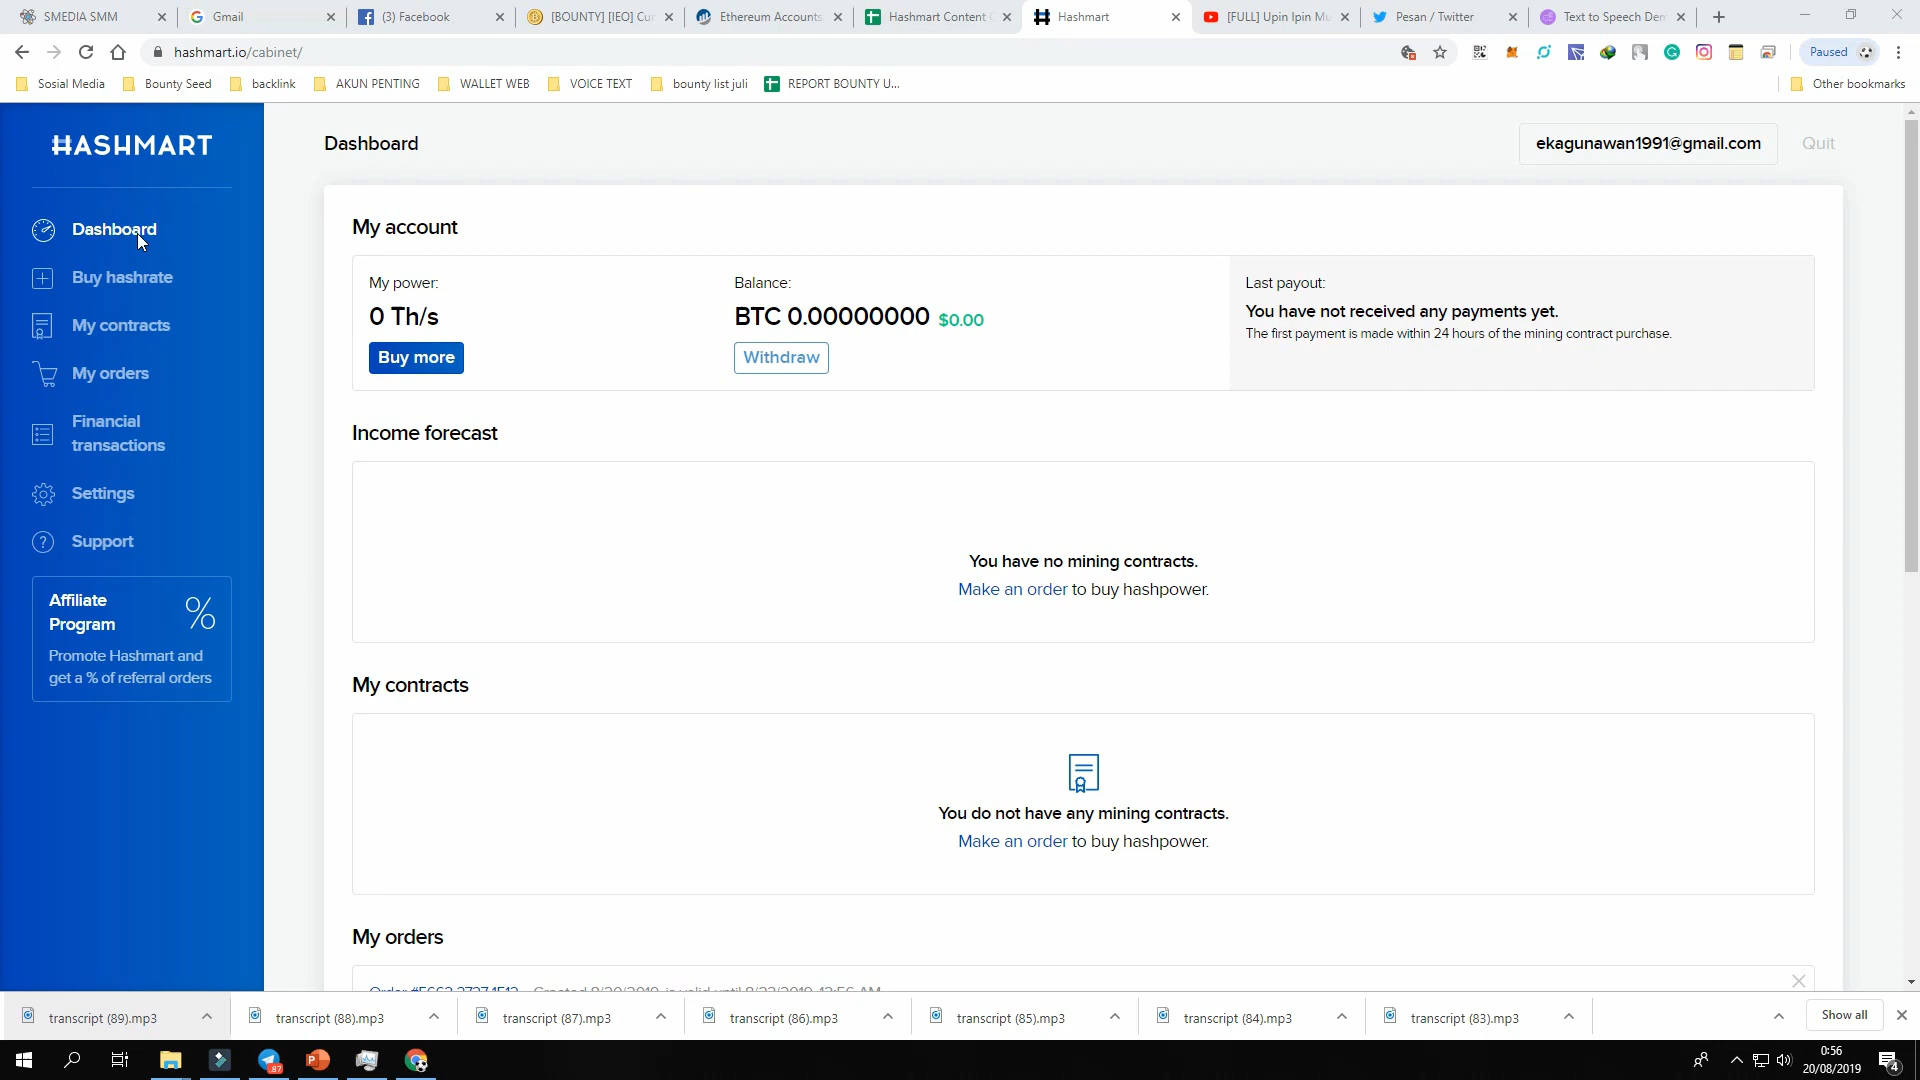 SMEDIA SMM
Gmail
(3) Facebook
[BOUNTY] [IEO] Cur
Ethereum Accounts,
Hashmart Content C
Hashmart
[FULL] Upin Ipin Mu
Pesan / Twitter
Text to Speech Dem
hashmart.io/cabinet/
Paused
Sosial Media
Bounty Seed
backlink
AKUN PENTING
WALLET WEB
VOICE TEXT
bounty list juli
REPORT BOUNTY U...
Other bookmarks
HASHMART
Dashboard
Buy hashrate
My contracts
My orders
Financial
transactions
Settings
Support
Affiliate
Program
%
Promote Hashmart and
get a % of referral orders
Dashboard
ekagunawan1991@gmail.com
Quit
My account
My power:
0 Th/s
Buy more
Balance:
BTC 0.00000000 $0.00
Withdraw
Last payout:
You have not received any payments yet.
The first payment is made within 24 hours of the mining contract purchase.
Income forecast
You have no mining contracts.
Make an order to buy hashpower.
My contracts
You do not have any mining contracts.
Make an order to buy hashpower.
My orders
transcript (89).mp3
transcript (88).mp3
transcript (87).mp3
transcript (86).mp3
transcript (85).mp3
transcript (84).mp3
transcript (83).mp3
Show all
87
0:56
20/08/2019
4